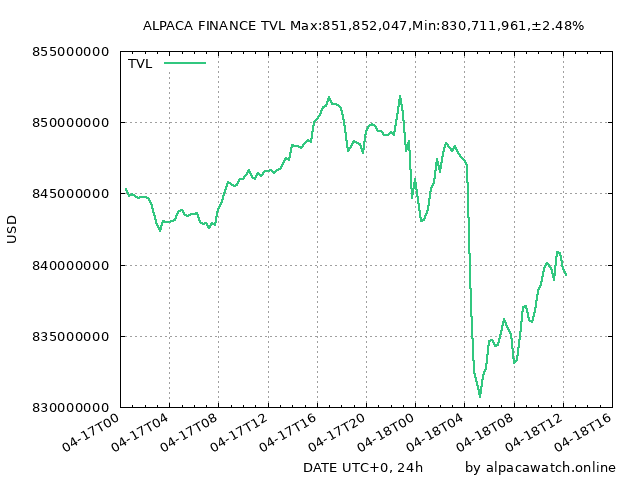 ALPACA FINANCE TVL Max:851,852,047,Min:830,711,961,±2.48%
TVL
855000000
850000000
845000000
840000000
835000000
830000000
USD
04-17T00
04-17T04
04-17T08
04-17T12
04-17T16
04-17T20
04-18T00
04-18T04
04-18T08
04-18T12
04-18T16
DATE UTC+0, 24h
by alpacawatch.online